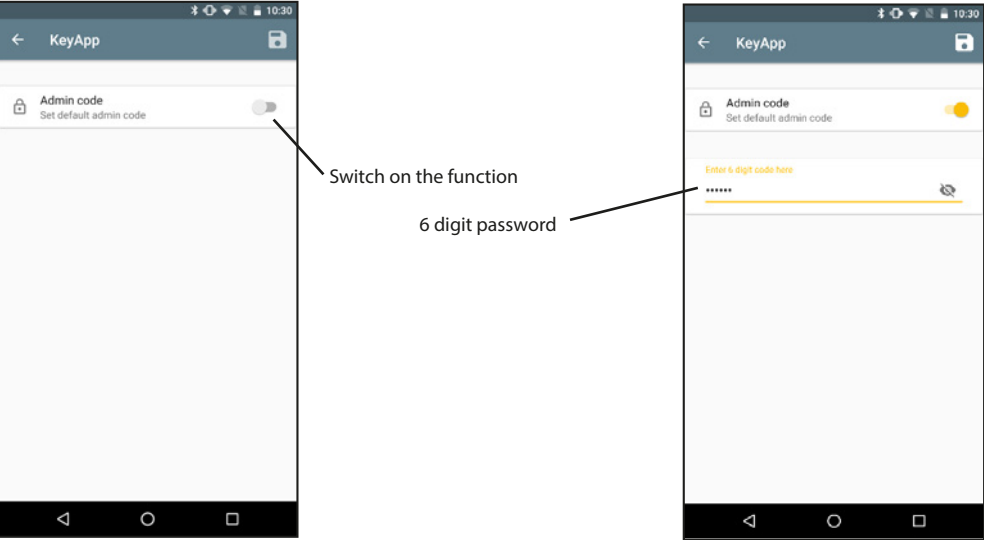 10:30
KeyApp
Admin code
Set default admin code
Switch on the function
6 digit password
10:30
KeyApp
Admin code
Set default admin code
Enter 6 digit code here
••••••